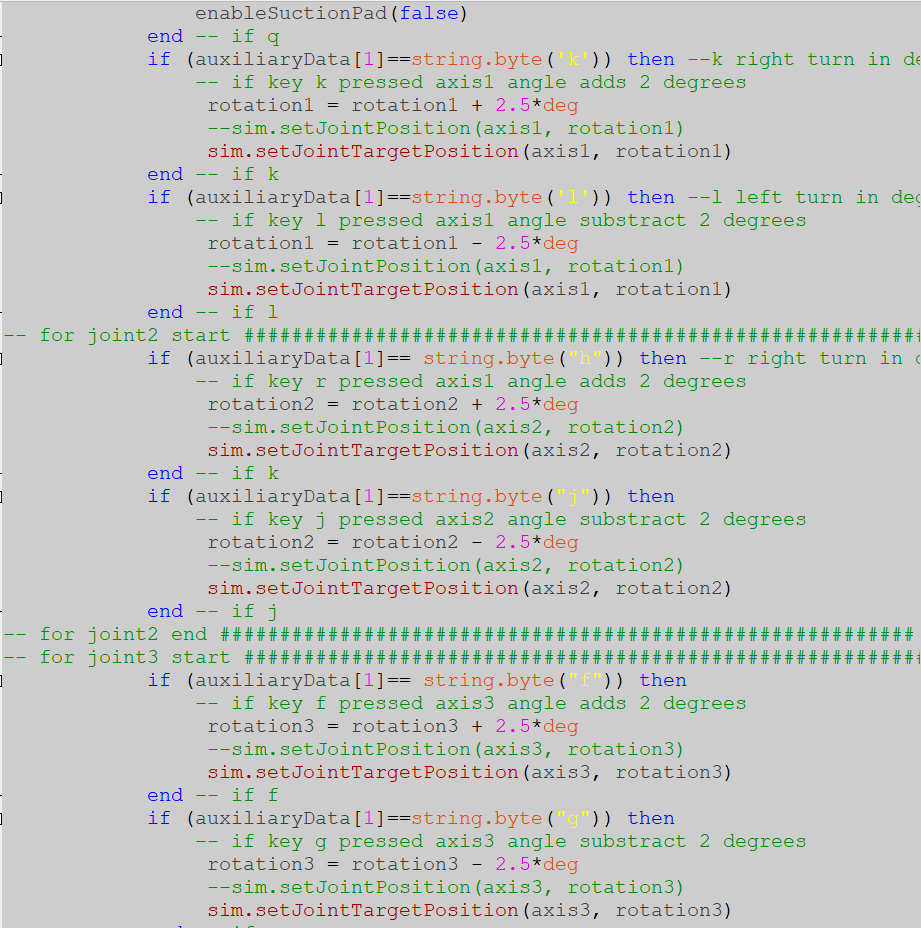 enableSuctionPad(false)
            end -- if q
            if (auxiliaryData[1]==string.byte('k')) then --k right turn in de
                -- if key k pressed axis1 angle adds 2 degrees
                 rotation1 = rotation1 + 2.5*deg
                 --sim.setJointPosition(axis1, rotation1)
                 sim.setJointTargetPosition(axis1, rotation1)
            end -- if k
            if (auxiliaryData[1]==string.byte('l')) then --l left turn in deg
                -- if key l pressed axis1 angle substract 2 degrees
                 rotation1 = rotation1 - 2.5*deg
                 --sim.setJointPosition(axis1, rotation1)
                 sim.setJointTargetPosition(axis1, rotation1)
            end -- if l
-- for joint2 start #########################################################
            if (auxiliaryData[1]== string.byte("h")) then --r right turn in d
                -- if key r pressed axis1 angle adds 2 degrees
                 rotation2 = rotation2 + 2.5*deg
                 --sim.setJointPosition(axis2, rotation2)
                 sim.setJointTargetPosition(axis2, rotation2)
            end -- if k
            if (auxiliaryData[1]==string.byte("j")) then
                -- if key j pressed axis2 angle substract 2 degrees
                 rotation2 = rotation2 - 2.5*deg
                 --sim.setJointPosition(axis2, rotation2)
                 sim.setJointTargetPosition(axis2, rotation2)
            end -- if j
-- for joint2 end ##########################################################
-- for joint3 start #########################################################
            if (auxiliaryData[1]== string.byte("f")) then
                -- if key f pressed axis3 angle adds 2 degrees
                 rotation3 = rotation3 + 2.5*deg
                 --sim.setJointPosition(axis3, rotation3)
                 sim.setJointTargetPosition(axis3, rotation3)
            end -- if f
            if (auxiliaryData[1]==string.byte("g")) then
                -- if key g pressed axis3 angle substract 2 degrees
                 rotation3 = rotation3 - 2.5*deg
                 --sim.setJointPosition(axis3, rotation3)
                 sim.setJointTargetPosition(axis3, rotation3)